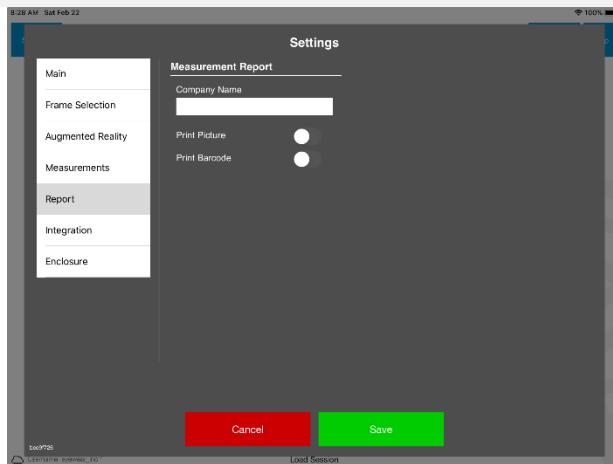 8:28 AM Sat Feb 22
100%
Settings
Main
Frame Selection
Augmented Reality
Measurements
Report
Integration
Enclosure
Measurement Report
Company Name
Print Picture
Print Barcode
Cancel
Save
Load Session